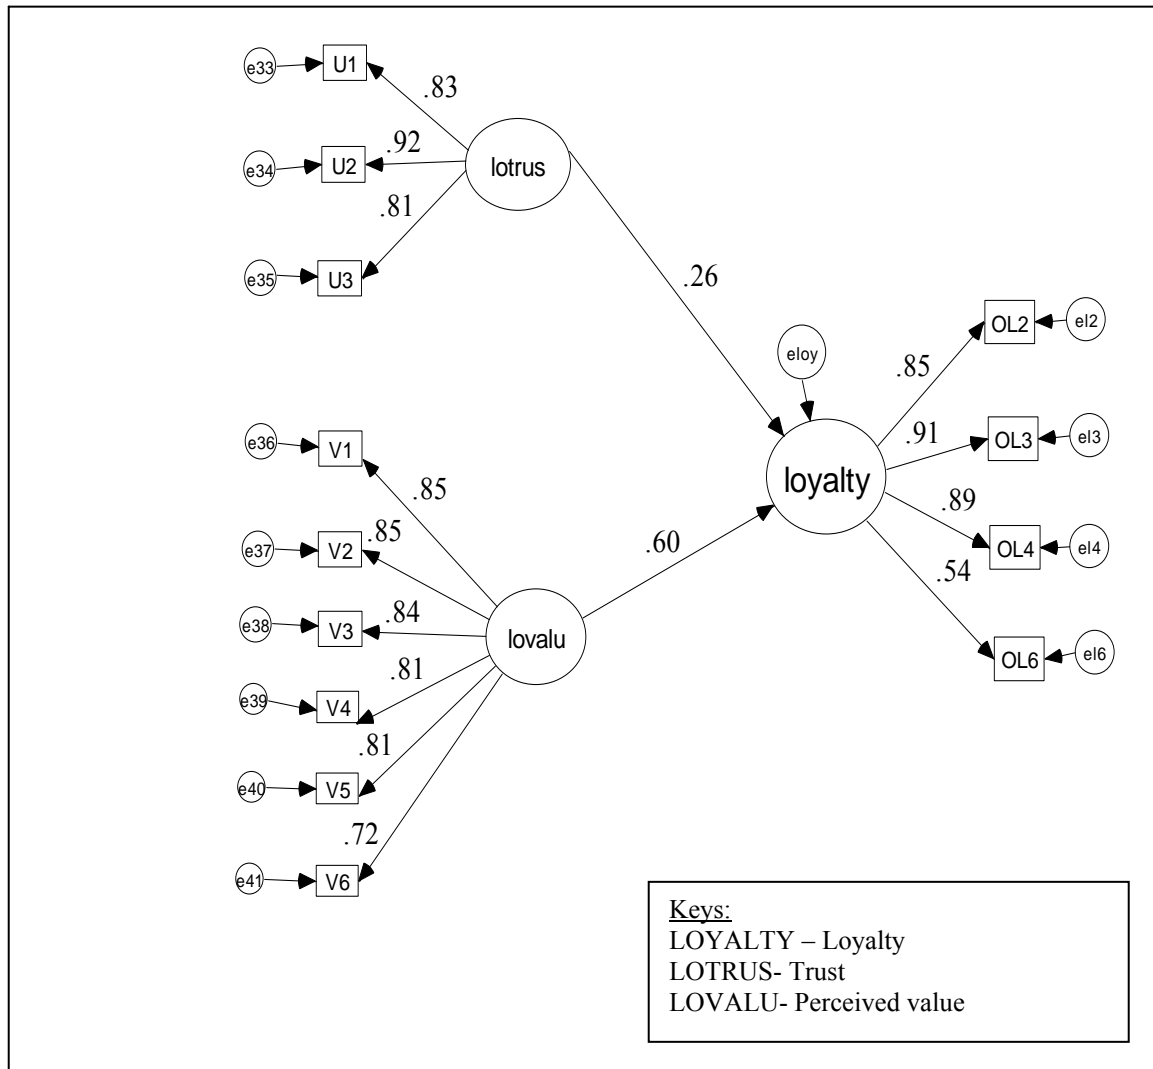 e33
U1
.83
e34
U2
.92
lotrus
.81
e35
U3
.26
OL2
el2
eloy
.85
e36
V1
.91
OL3
el3
.85
loyalty
.89
e37
V2
.85
.60
OL4
el4
.54
e38
V3
.84
lovalu
.81
OL6
el6
e39
V4
.81
e40
V5
.72
e41
V6
Keys:
LOYALTY – Loyalty
LOTRUS- Trust
LOVALU- Perceived value